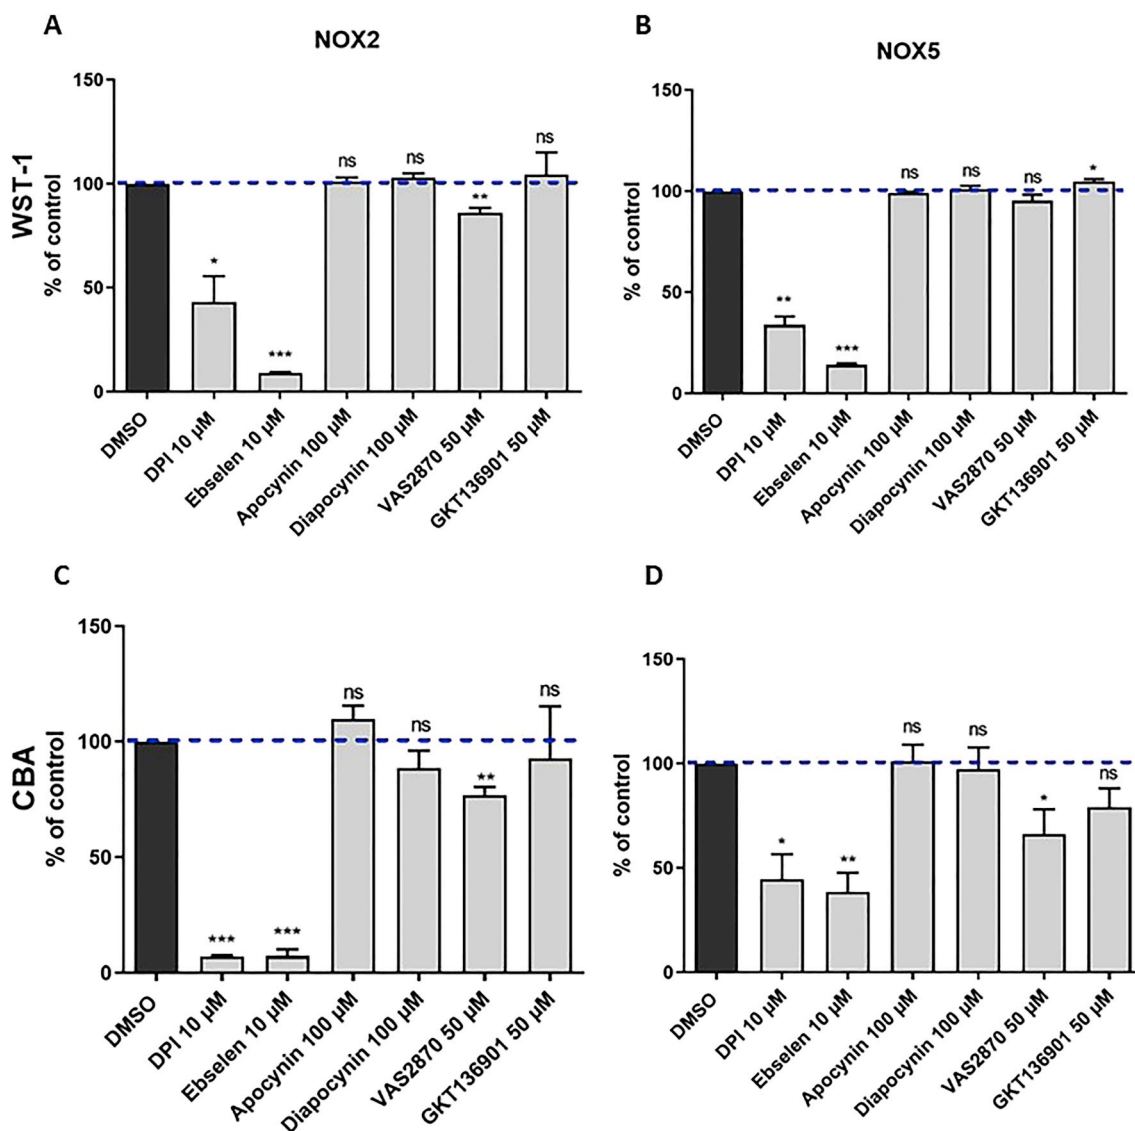 A
NOX2
WST-1
% of control
150
100
50
0
*
***
ns
ns
**
ns
DMSO
DPI 10 µM
Ebselen 10 µM
Apocynin 100 µM
Diapocynin 100 µM
VAS2870 50 µM
GKT136901 50 µM
B
NOX5
% of control
150
100
50
0
**
***
ns
ns
ns
*
DMSO
DPI 10 µM
Ebselen 10 µM
Apocynin 100 µM
Diapocynin 100 µM
VAS2870 50 µM
GKT136901 50 µM
C
CBA
% of control
150
100
50
0
***
***
ns
ns
**
ns
DMSO
DPI 10 µM
Ebselen 10 µM
Apocynin 100 µM
Diapocynin 100 µM
VAS2870 50 µM
GKT136901 50 µM
D
% of control
150
100
50
0
*
**
ns
ns
*
ns
DMSO
DPI 10 µM
Ebselen 10 µM
Apocynin 100 µM
Diapocynin 100 µM
VAS2870 50 µM
GKT136901 50 µM